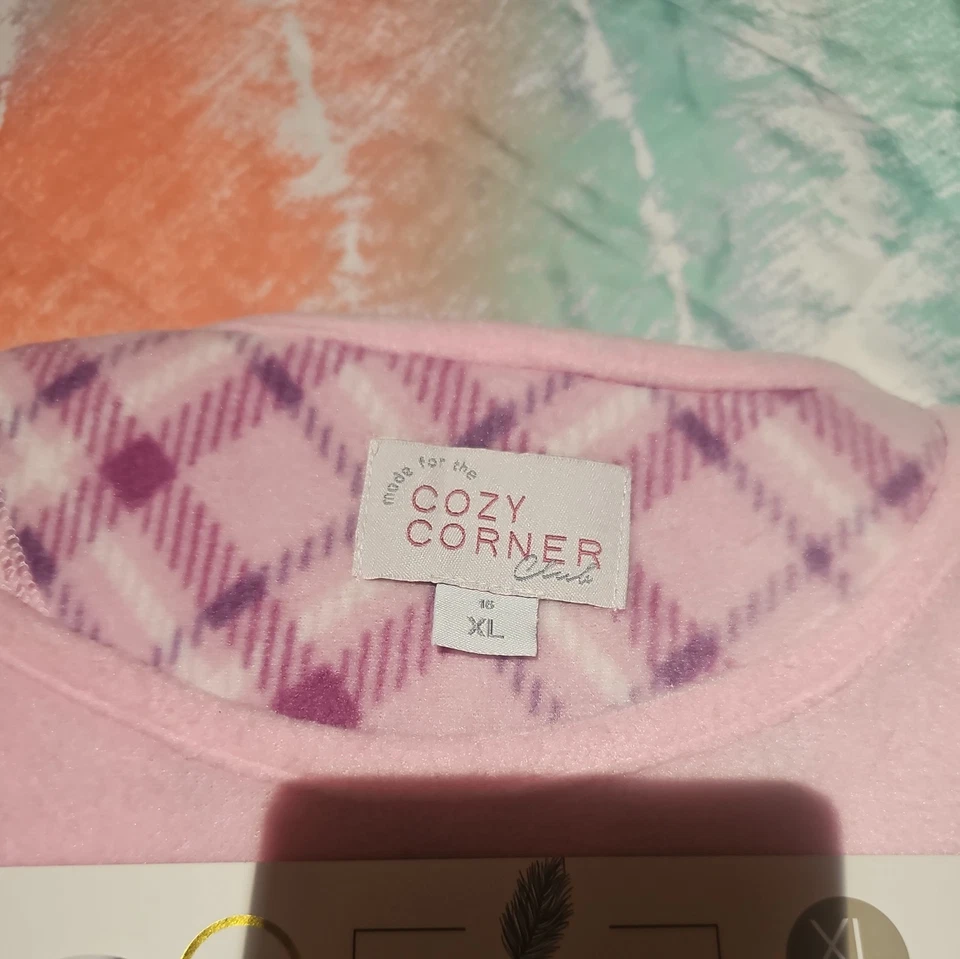 made for the
COZY
CORNER
Club
16
XL
XL